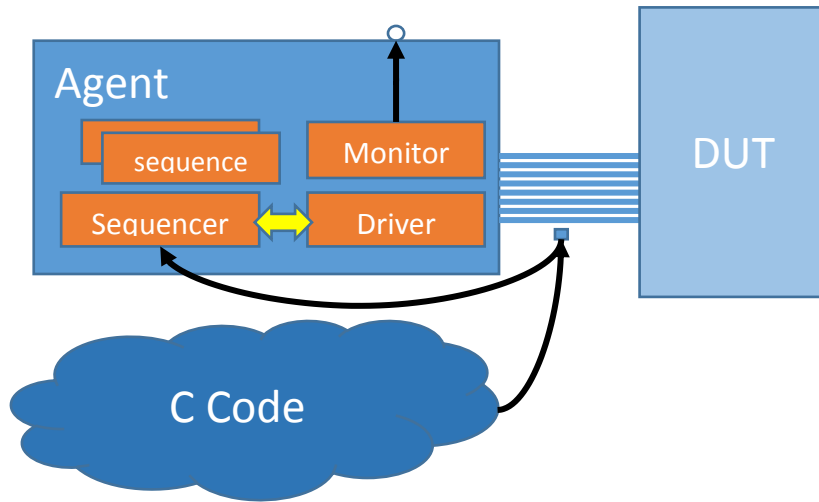 Agent
DUT
Monitor
sequence
Sequencer
Driver
C Code